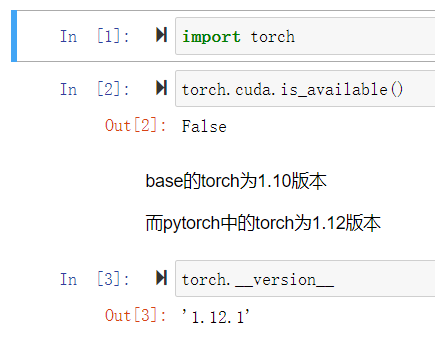 In [1]: import torch
In [2]: torch.cuda.is_available()
Out[2]: False
base的torch为1.10版本
而pytorch中的torch为1.12版本
In [3]: torch.__version__
Out[3]: '1.12.1'